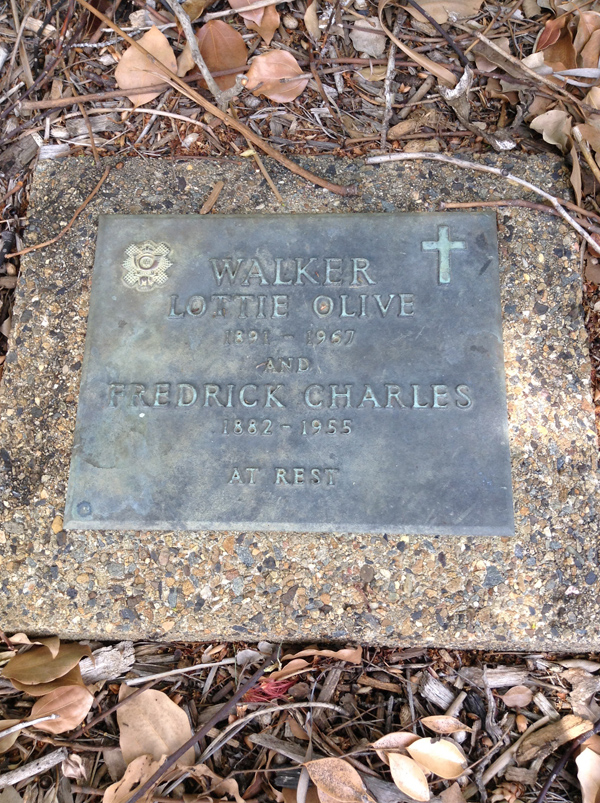 WALKER
LOTTIE OLIVE
1891 - 1967
AND
FREDRICK CHARLES
1882 - 1955
AT REST